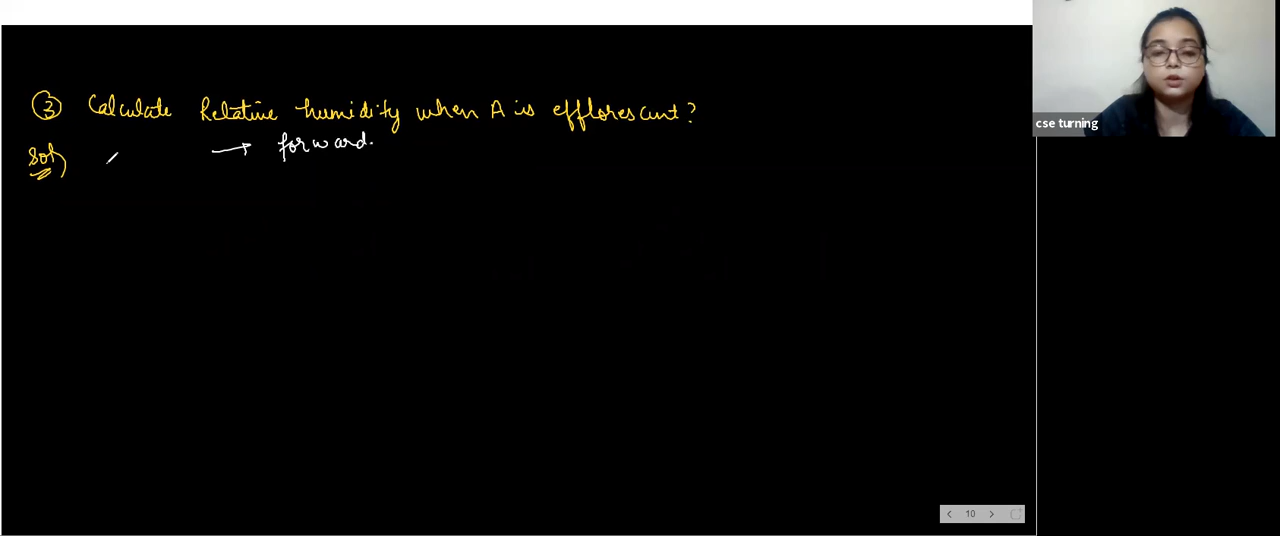 ③ Calculate Relative humidity when A is efflorescent?
Sol → forward.
cse turning
10